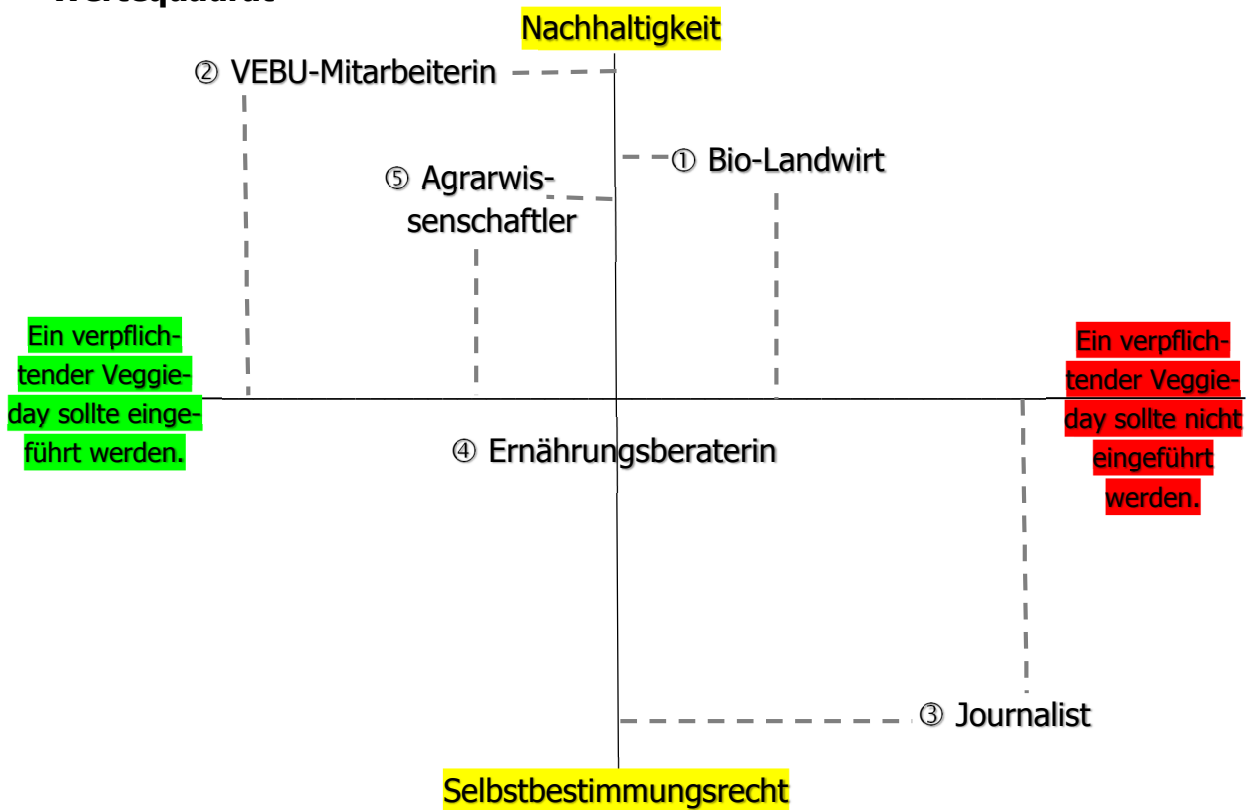 Wertequadrat
Nachhaltigkeit
② VEBU-Mitarbeiterin
① Bio-Landwirt
⑤ Agrarwis-
senschaftler
Ein verpflich-
tender Veggie-
day sollte einge-
führt werden.
Ein verpflich-
tender Veggie-
day sollte nicht
eingeführt
werden.
④ Ernährungsberaterin
③ Journalist
Selbstbestimmungsrecht